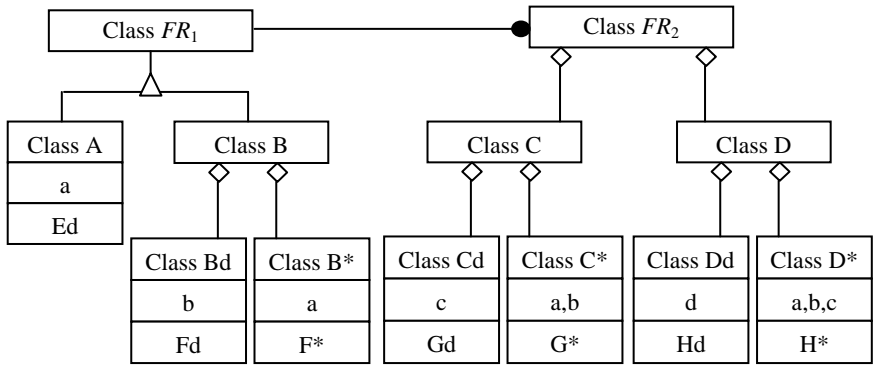 Class FR1
Class FR2
Class A
a
Ed
Class B
Class C
Class D
Class Bd
b
Fd
Class B*
a
F*
Class Cd
c
Gd
Class C*
a,b
G*
Class Dd
d
Hd
Class D*
a,b,c
H*